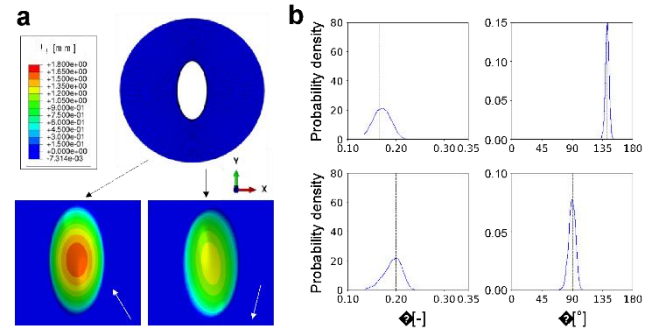 a
[mm]
+1.800e+00
+1.650e+00
+1.500e+00
+1.350e+00
+1.200e+00
+1.050e+00
+9.000e-01
+7.500e-01
+6.000e-01
+4.500e-01
+3.000e-01
+1.500e-01
+0.000e+00
-7.314e-03
Y
X
b
Probability density
80
60
40
20
0
0.10
0.20
0.30
0.35
0.15
0.10
0.05
0.00
0
45
90
135
180
Probability density
80
60
40
20
0
0.10
0.20
0.30
0.35
[-]
0.15
0.10
0.05
0.00
0
45
90
135
180
[°]